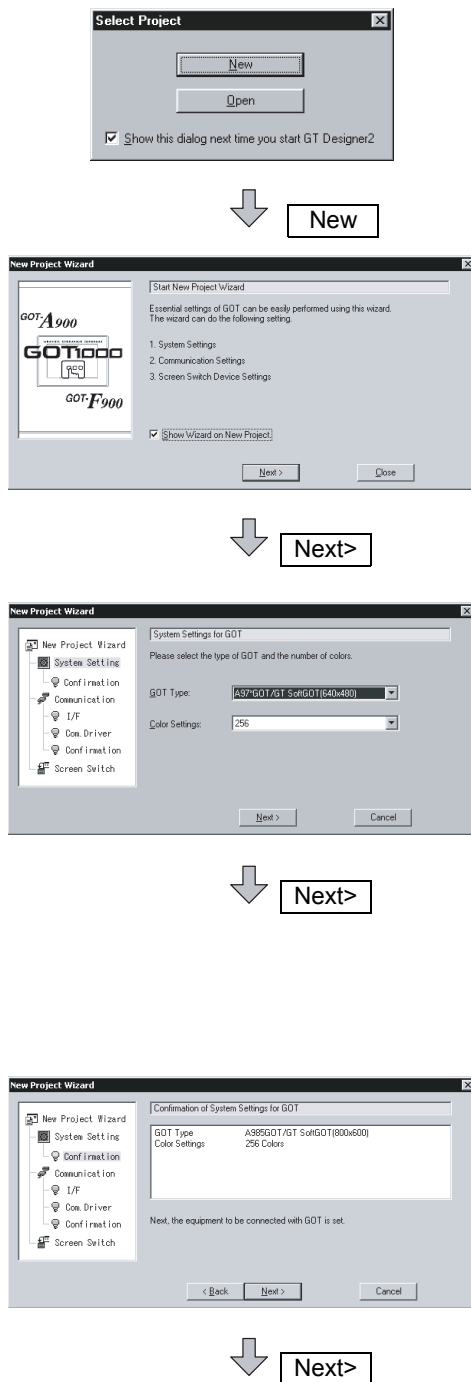 Select Project
New
Open
Show this dialog next time you start GT Designer2
New
New Project Wizard
Start New Project Wizard
Essential settings of GOT can be easily performed using this wizard.
The wizard can do the following setting.
1. System Settings
2. Communication Settings
3. Screen Switch Device Settings
GOT-A900
GOT1000
GOT-F900
Show Wizard on New Project.
Next >
Close
Next>
New Project Wizard
System Settings for GOT
Please select the type of GOT and the number of colors.
New Project Wizard
System Setting
Confirmation
Communication
I/F
Com. Driver
Confirmation
Screen Switch
GOT Type: A97*GOT/GT SoftGOT(640x480)
Color Settings: 256
Next >
Cancel
Next>
New Project Wizard
Confirmation of System Settings for GOT
New Project Wizard
System Setting
Confirmation
Communication
I/F
Com. Driver
Confirmation
Screen Switch
GOT Type A985GOT/GT SoftGOT(800x600)
Color Settings 256 Colors
Next, the equipment to be connected with GOT is set.
< Back
Next >
Cancel
Next>